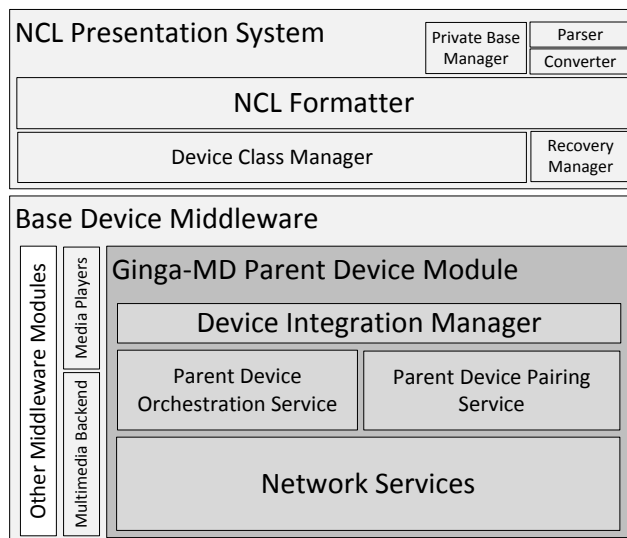 NCL Presentation System
Private Base
Manager
Parser
Converter
NCL Formatter
Device Class Manager
Recovery
Manager
Base Device Middleware
Other Middleware Modules
Media Players
Multimedia Backend
Ginga-MD Parent Device Module
Device Integration Manager
Parent Device
Orchestration Service
Parent Device Pairing
Service
Network Services